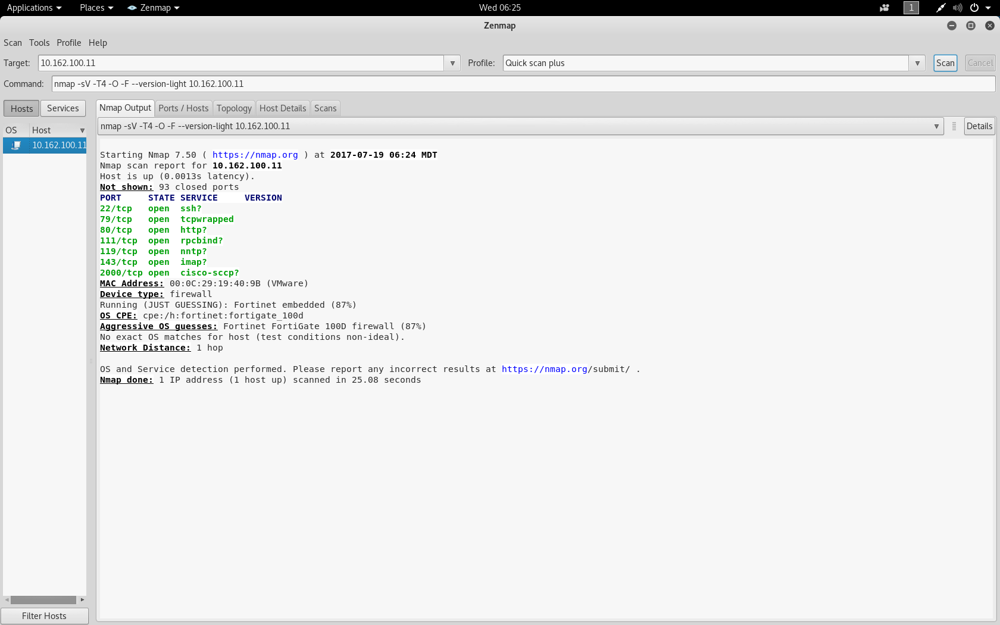 Applications Places Zenmap Wed 06:25 1
Zenmap
Scan Tools Profile Help
Target: 10.162.100.11 Profile: Quick scan plus Scan Cancel
Command: nmap -sV -T4 -O -F --version-light 10.162.100.11
Hosts Services Nmap Output Ports / Hosts Topology Host Details Scans
nmap -sV -T4 -O -F --version-light 10.162.100.11 Details
OS Host
10.162.100.11
Starting Nmap 7.50 ( https://nmap.org ) at 2017-07-19 06:24 MDT
Nmap scan report for 10.162.100.11
Host is up (0.0013s latency).
Not shown: 93 closed ports
PORT STATE SERVICE VERSION
22/tcp open ssh?
79/tcp open tcpwrapped
80/tcp open http?
111/tcp open rpcbind?
119/tcp open nntp?
143/tcp open imap?
2000/tcp open cisco-sccp?
MAC Address: 00:0C:29:19:40:9B (VMware)
Device type: firewall
Running (JUST GUESSING): Fortinet embedded (87%)
OS CPE: cpe:/h:fortinet:fortigate_100d
Aggressive OS guesses: Fortinet FortiGate 100D firewall (87%)
No exact OS matches for host (test conditions non-ideal).
Network Distance: 1 hop
OS and Service detection performed. Please report any incorrect results at https://nmap.org/submit/ .
Nmap done: 1 IP address (1 host up) scanned in 25.08 seconds
Filter Hosts